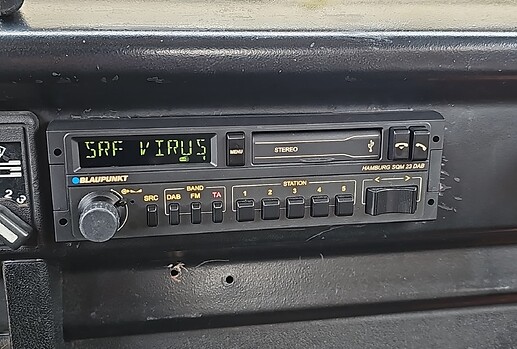 SRF VIRUS
MENU
STEREO
HAMBURG SQM 23 DAB
BLAUPUNKT
SRC
BAND
DAB FM TA
STATION
1 2 3 4 5